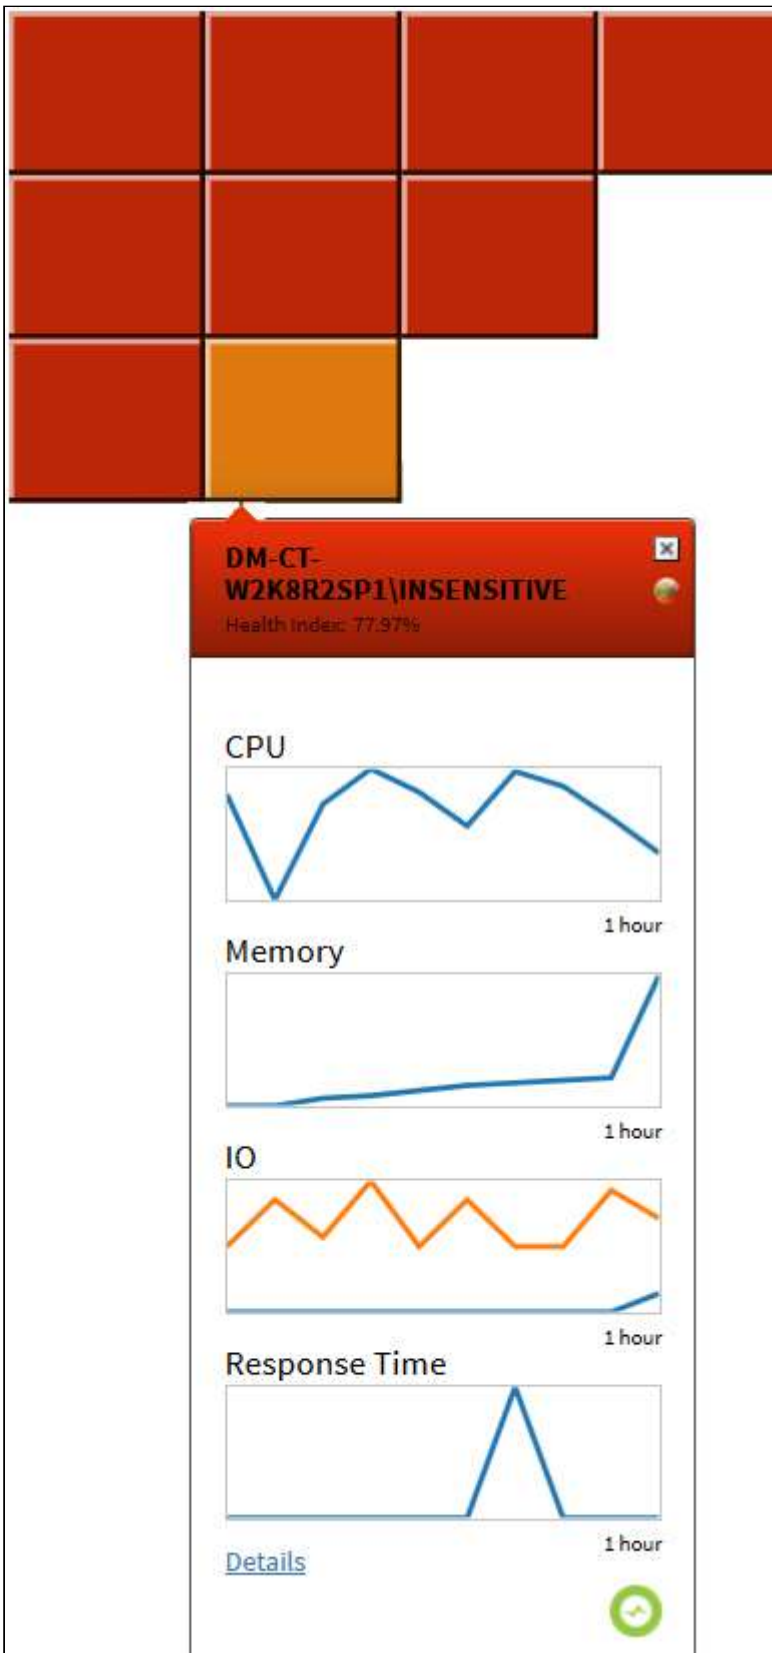 DM-CT-
W2K8R2SP1\INSENSITIVE
Health Index: 77.97%
CPU
1 hour
Memory
1 hour
IO
1 hour
Response Time
1 hour
Details